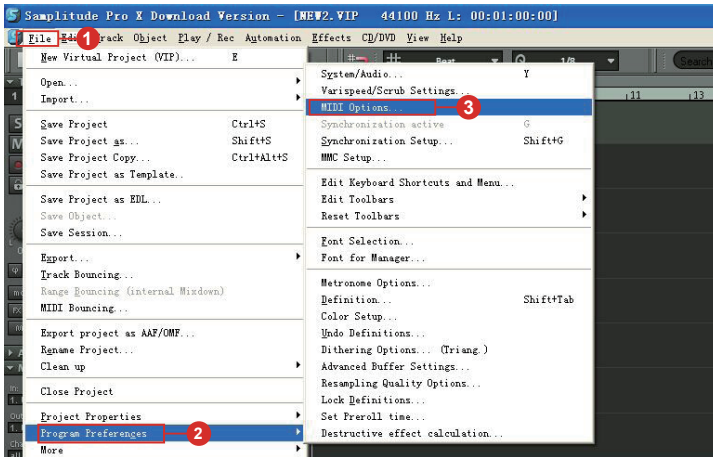 Samplitude Pro X Download Version - [NEW2.VIP 44100 Hz L: 00:01:00:00]
File 1 rack Object Play / Rec Automation Effects CD/DVD View Help
New Virtual Project (VIP)... E
Open...
Import...
Save Project Ctrl+S
Save Project as... Shift+S
Save Project Copy... Ctrl+Alt+S
Save Project as Template..
Save Project as EDL...
Save Object...
Save Session...
Export...
Track Bouncing...
Range Bouncing (internal Mixdown)
MIDI Bouncing...
Export project as AAF/OMF...
Rename Project...
Clean up
Close Project
Project Properties
Program Preferences 2
More
System/Audio... Y
Varispeed/Scrub Settings...
MIDI Options... 3
Synchronization active G
Synchronization Setup... Shift+G
MMC Setup...
Edit Keyboard Shortcuts and Menu...
Edit Toolbars
Reset Toolbars
Font Selection...
Font for Manager...
Metronome Options...
Definition... Shift+Tab
Color Setup...
Undo Definitions...
Dithering Options... (Triang.)
Advanced Buffer Settings...
Resampling Quality Options...
Lock Definitions...
Set Preroll time...
Destructive effect calculation...
Bear 1/8 Search
11 13